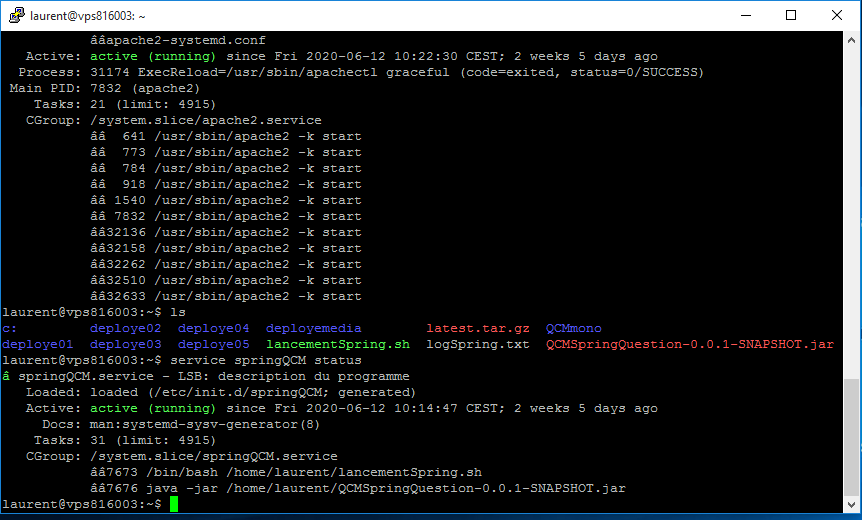 laurent@vps816003: ~
ââapache2-systemd.conf
Active: active (running) since Fri 2020-06-12 10:22:30 CEST; 2 weeks 5 days ago
Process: 31174 ExecReload=/usr/sbin/apachectl graceful (code=exited, status=0/SUCCESS)
Main PID: 7832 (apache2)
Tasks: 21 (limit: 4915)
CGroup: /system.slice/apache2.service
ââ  641 /usr/sbin/apache2 -k start
ââ  773 /usr/sbin/apache2 -k start
ââ  784 /usr/sbin/apache2 -k start
ââ  918 /usr/sbin/apache2 -k start
ââ 1540 /usr/sbin/apache2 -k start
ââ 7832 /usr/sbin/apache2 -k start
ââ32136 /usr/sbin/apache2 -k start
ââ32158 /usr/sbin/apache2 -k start
ââ32262 /usr/sbin/apache2 -k start
ââ32510 /usr/sbin/apache2 -k start
ââ32633 /usr/sbin/apache2 -k start
laurent@vps816003:~$ ls
c:         deploye02  deploye04  deployemedia        latest.tar.gz  QCMmono
deploye01  deploye03  deploye05  lancementSpring.sh  logSpring.txt  QCMSpringQuestion-0.0.1-SNAPSHOT.jar
laurent@vps816003:~$ service springQCM status
â springQCM.service - LSB: description du programme
Loaded: loaded (/etc/init.d/springQCM; generated)
Active: active (running) since Fri 2020-06-12 10:14:47 CEST; 2 weeks 5 days ago
Docs: man:systemd-sysv-generator(8)
Tasks: 31 (limit: 4915)
CGroup: /system.slice/springQCM.service
ââ7673 /bin/bash /home/laurent/lancementSpring.sh
ââ7676 java -jar /home/laurent/QCMSpringQuestion-0.0.1-SNAPSHOT.jar
laurent@vps816003:~$